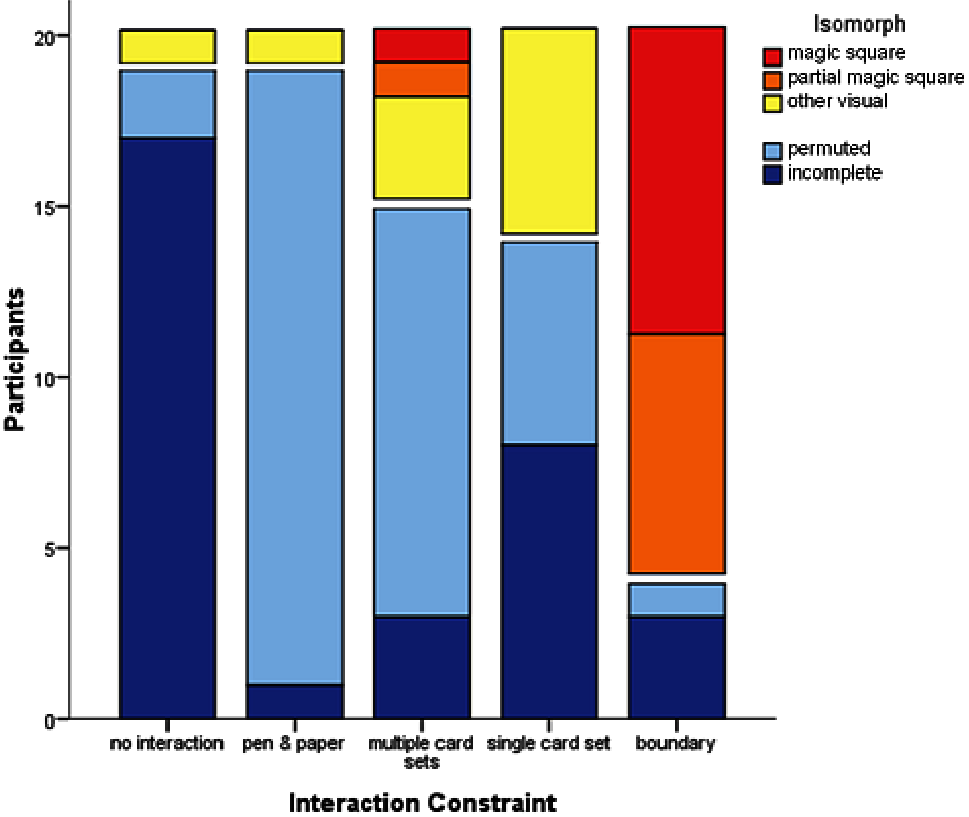 Isomorph
magic square
partial magic square
other visual
permuted
incomplete
Participants
20
15
10
5
0
no interaction
pen & paper
multiple card
sets
single card set
boundary
Interaction Constraint